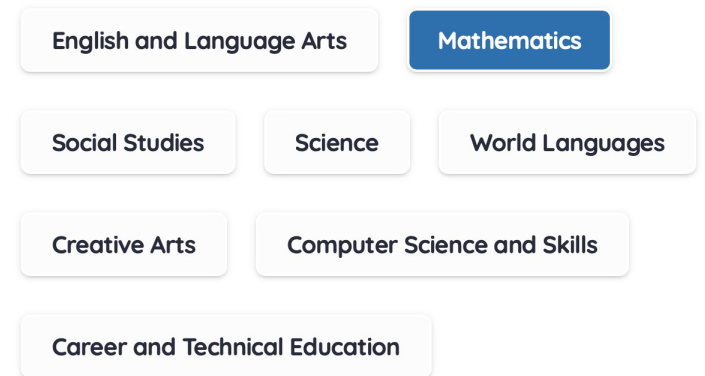 English and Language Arts
Mathematics
Social Studies
Science
World Languages
Creative Arts
Computer Science and Skills
Career and Technical Education